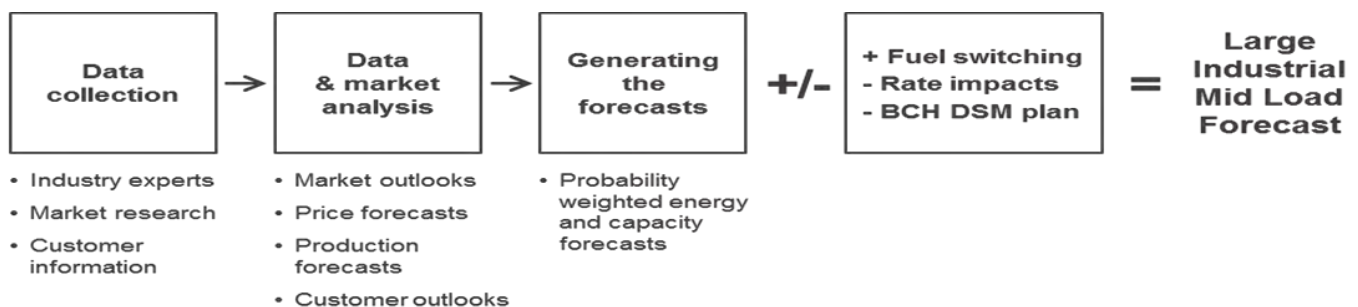 Data
collection
Data
& market
analysis
Generating
the
forecasts
+/-
+ Fuel switching
- Rate impacts
- BCH DSM plan
=
Large
Industrial
Mid Load
Forecast
• Industry experts
• Market research
• Customer
information
• Market outlooks
• Price forecasts
• Production
forecasts
• Customer outlooks
• Probability
weighted energy
and capacity
forecasts